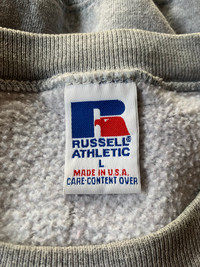 R
RUSSELL®
ATHLETIC
L
MADE IN U.S.A.
CARE·CONTENT OVER